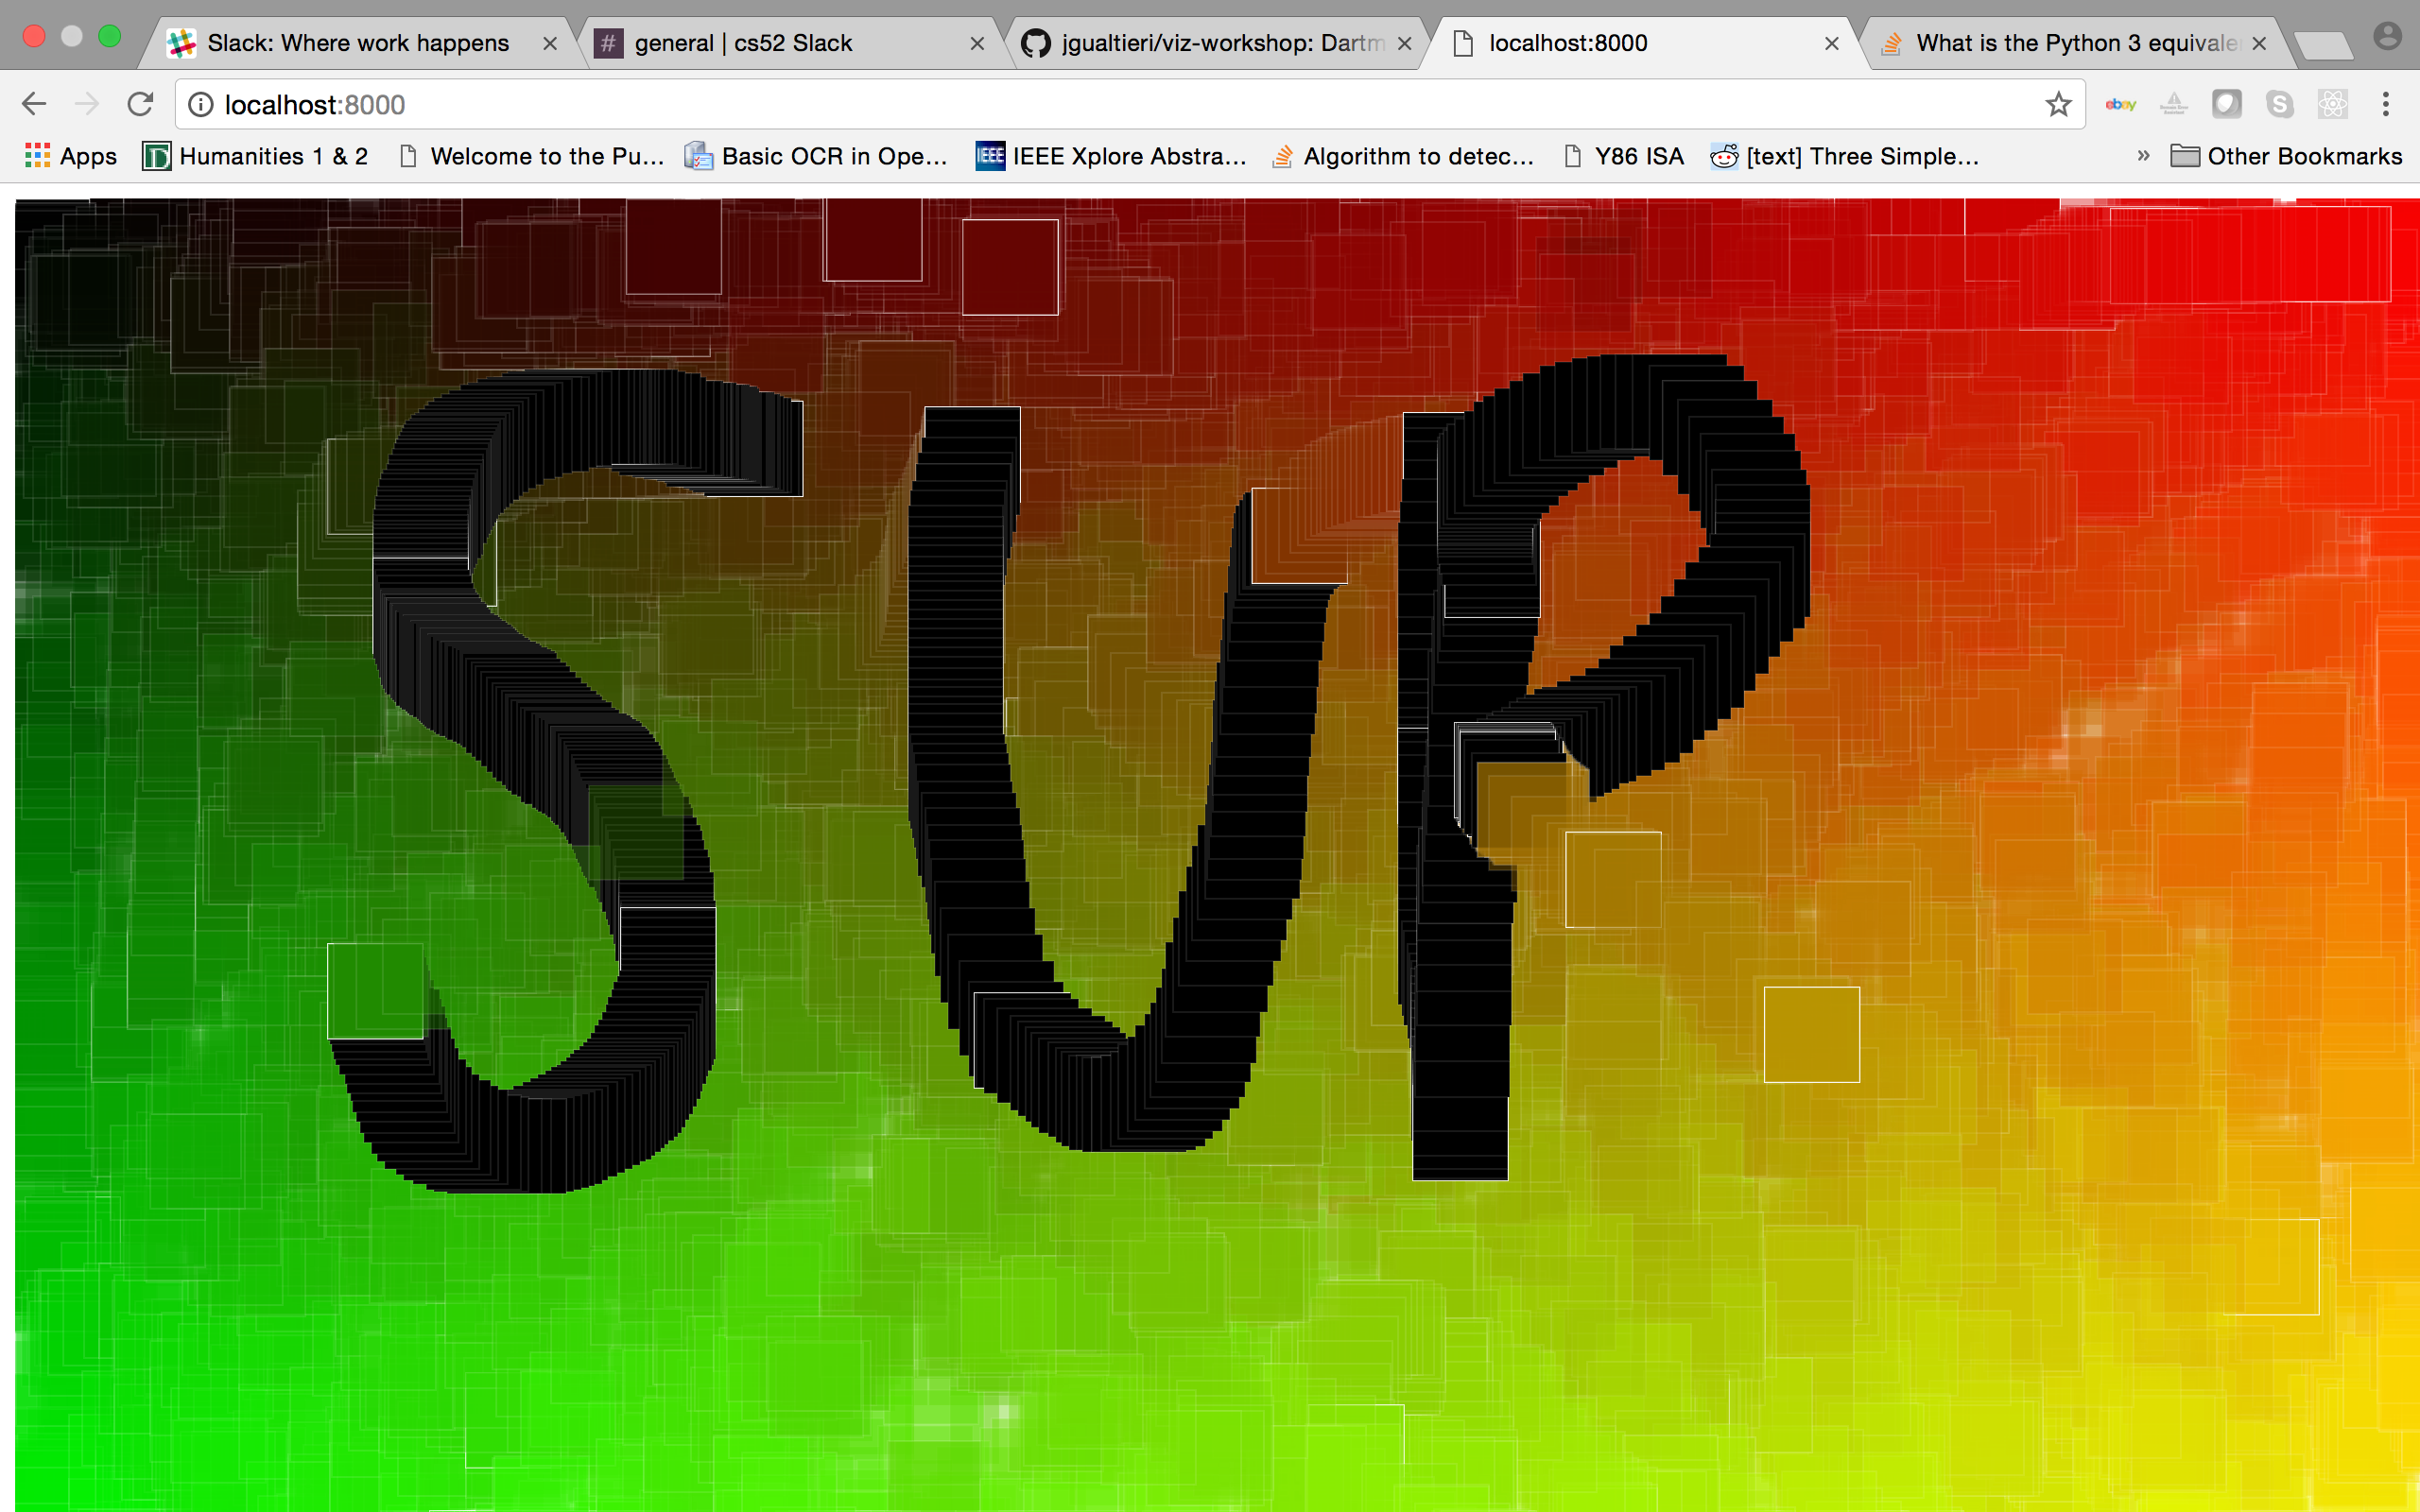 Slack: Where work happens
# general | cs52 Slack
jgualtieri/viz-workshop: Dartm
localhost:8000
What is the Python 3 equivale
localhost:8000
ebay
Apps
Humanities 1 & 2
Welcome to the Pu...
Basic OCR in Ope...
IEEE
IEEE Xplore Abstra...
Algorithm to detec...
Y86 ISA
[text] Three Simple...
»
Other Bookmarks
SUP